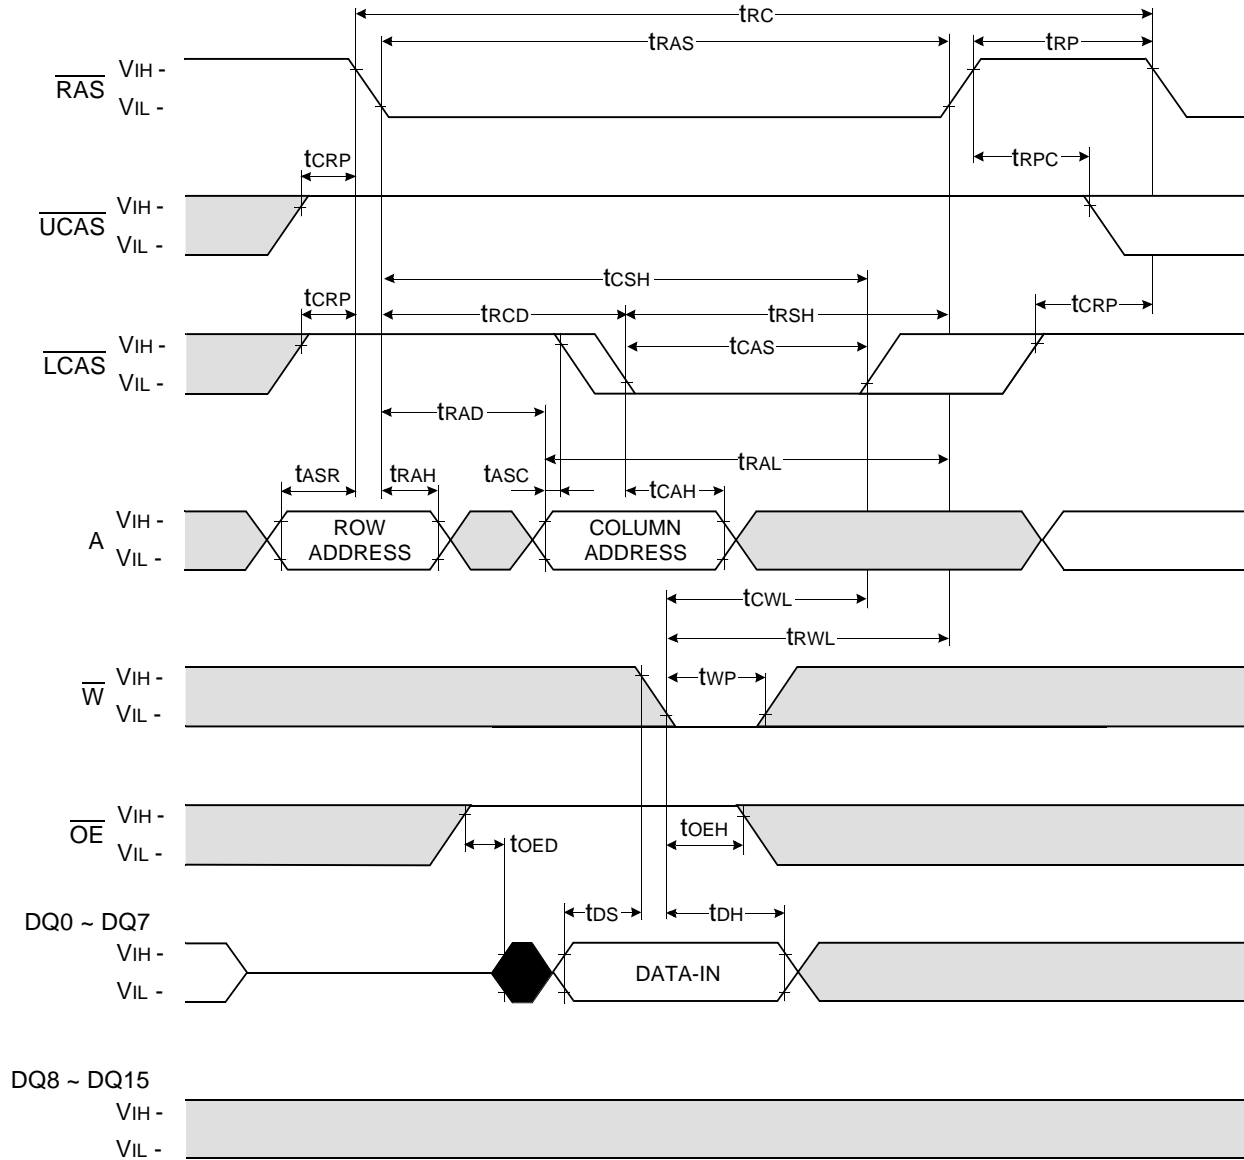 tRC
tRAS
tRP
RAS
VIH -
VIL -
tCRP
tRPC
UCAS
VIH -
VIL -
tCSH
tCRP
tRCD
tRSH
tCRP
LCAS
VIH -
VIL -
tCAS
tRAD
tRAL
tASR
tRAH
tASC
tCAH
A
VIH -
VIL -
ROW
ADDRESS
COLUMN
ADDRESS
tCWL
tRWL
W
VIH -
VIL -
tWP
OE
VIH -
VIL -
tOED
tOEH
tDS
tDH
DQ0 ~ DQ7
VIH -
VIL -
DATA-IN
DQ8 ~ DQ15
VIH -
VIL -